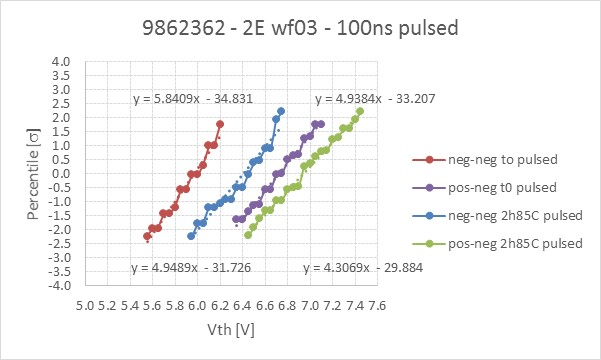 9862362 - 2E wf03 - 100ns pulsed
4.0
3.5
3.0
2.5
2.0
1.5
1.0
0.5
0.0
-0.5
-1.0
-1.5
-2.0
-2.5
-3.0
-3.5
-4.0
Percentile [σ]
y = 5.8409x - 34.831
y = 4.9384x - 33.207
y = 4.9489x - 31.726
y = 4.3069x - 29.884
neg-neg to pulsed
pos-neg t0 pulsed
neg-neg 2h85C pulsed
pos-neg 2h85C pulsed
5.0 5.2 5.4 5.6 5.8 6.0 6.2 6.4 6.6 6.8 7.0 7.2 7.4 7.6
Vth [V]